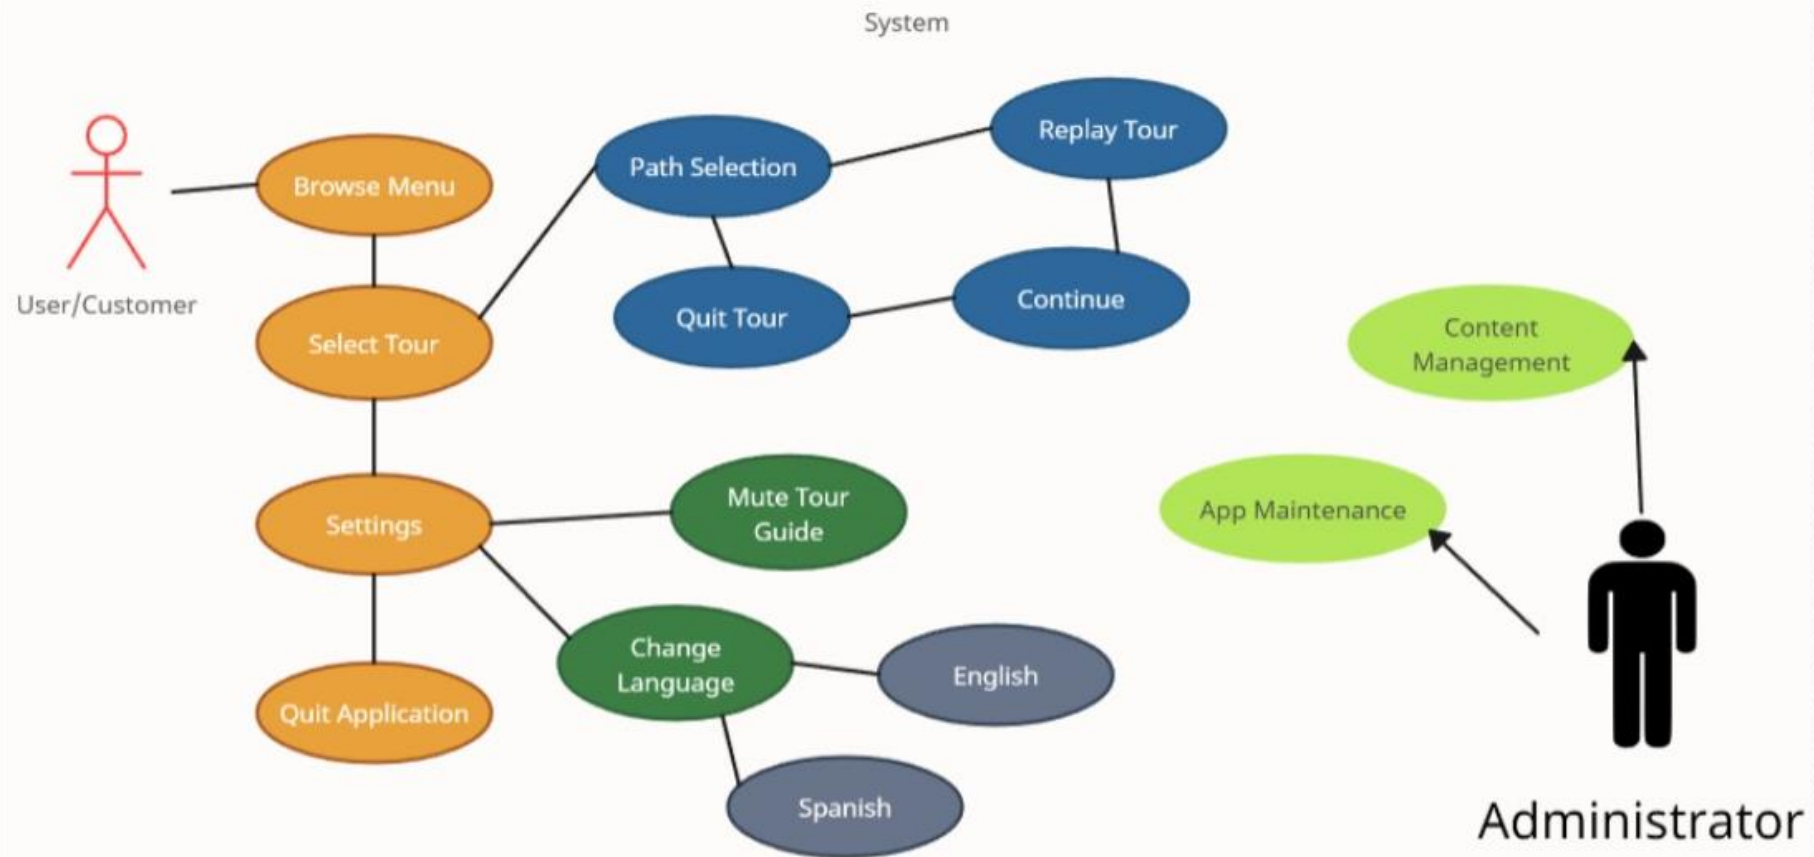 System
User/Customer
Browse Menu
Select Tour
Settings
Quit Application
Path Selection
Replay Tour
Quit Tour
Continue
Mute Tour
Guide
Change
Language
English
Spanish
Content
Management
App Maintenance
Administrator